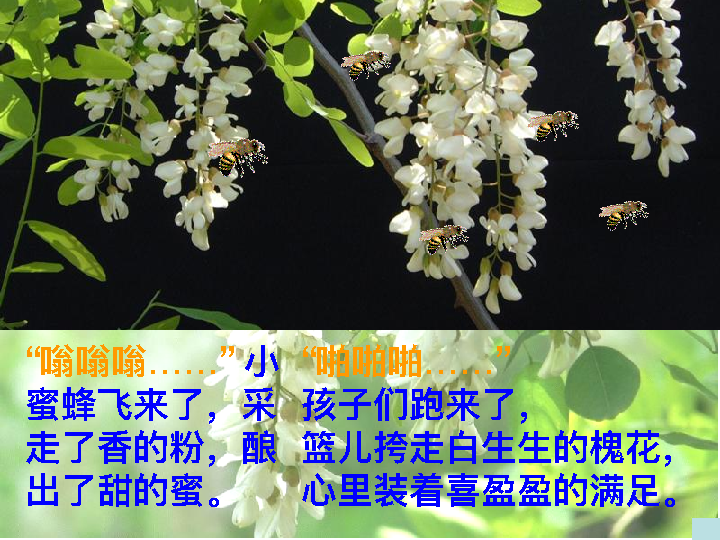 “嗡嗡嗡……” 小
蜜蜂飞来了，采
走了香的粉，酿
出了甜的蜜。
“啪啪啪……”
孩子们跑来了，
篮儿挎走白生生的槐花，
心里装着喜盈盈的满足。